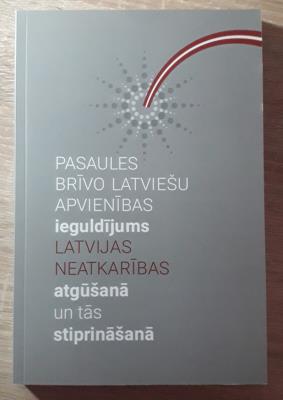 PASAULES
BRĪVO LATVIEŠU
APVIENĪBAS
ieguldījums
LATVIJAS
NEATKARĪBAS
atgūšanā
un tās
stiprināšanā